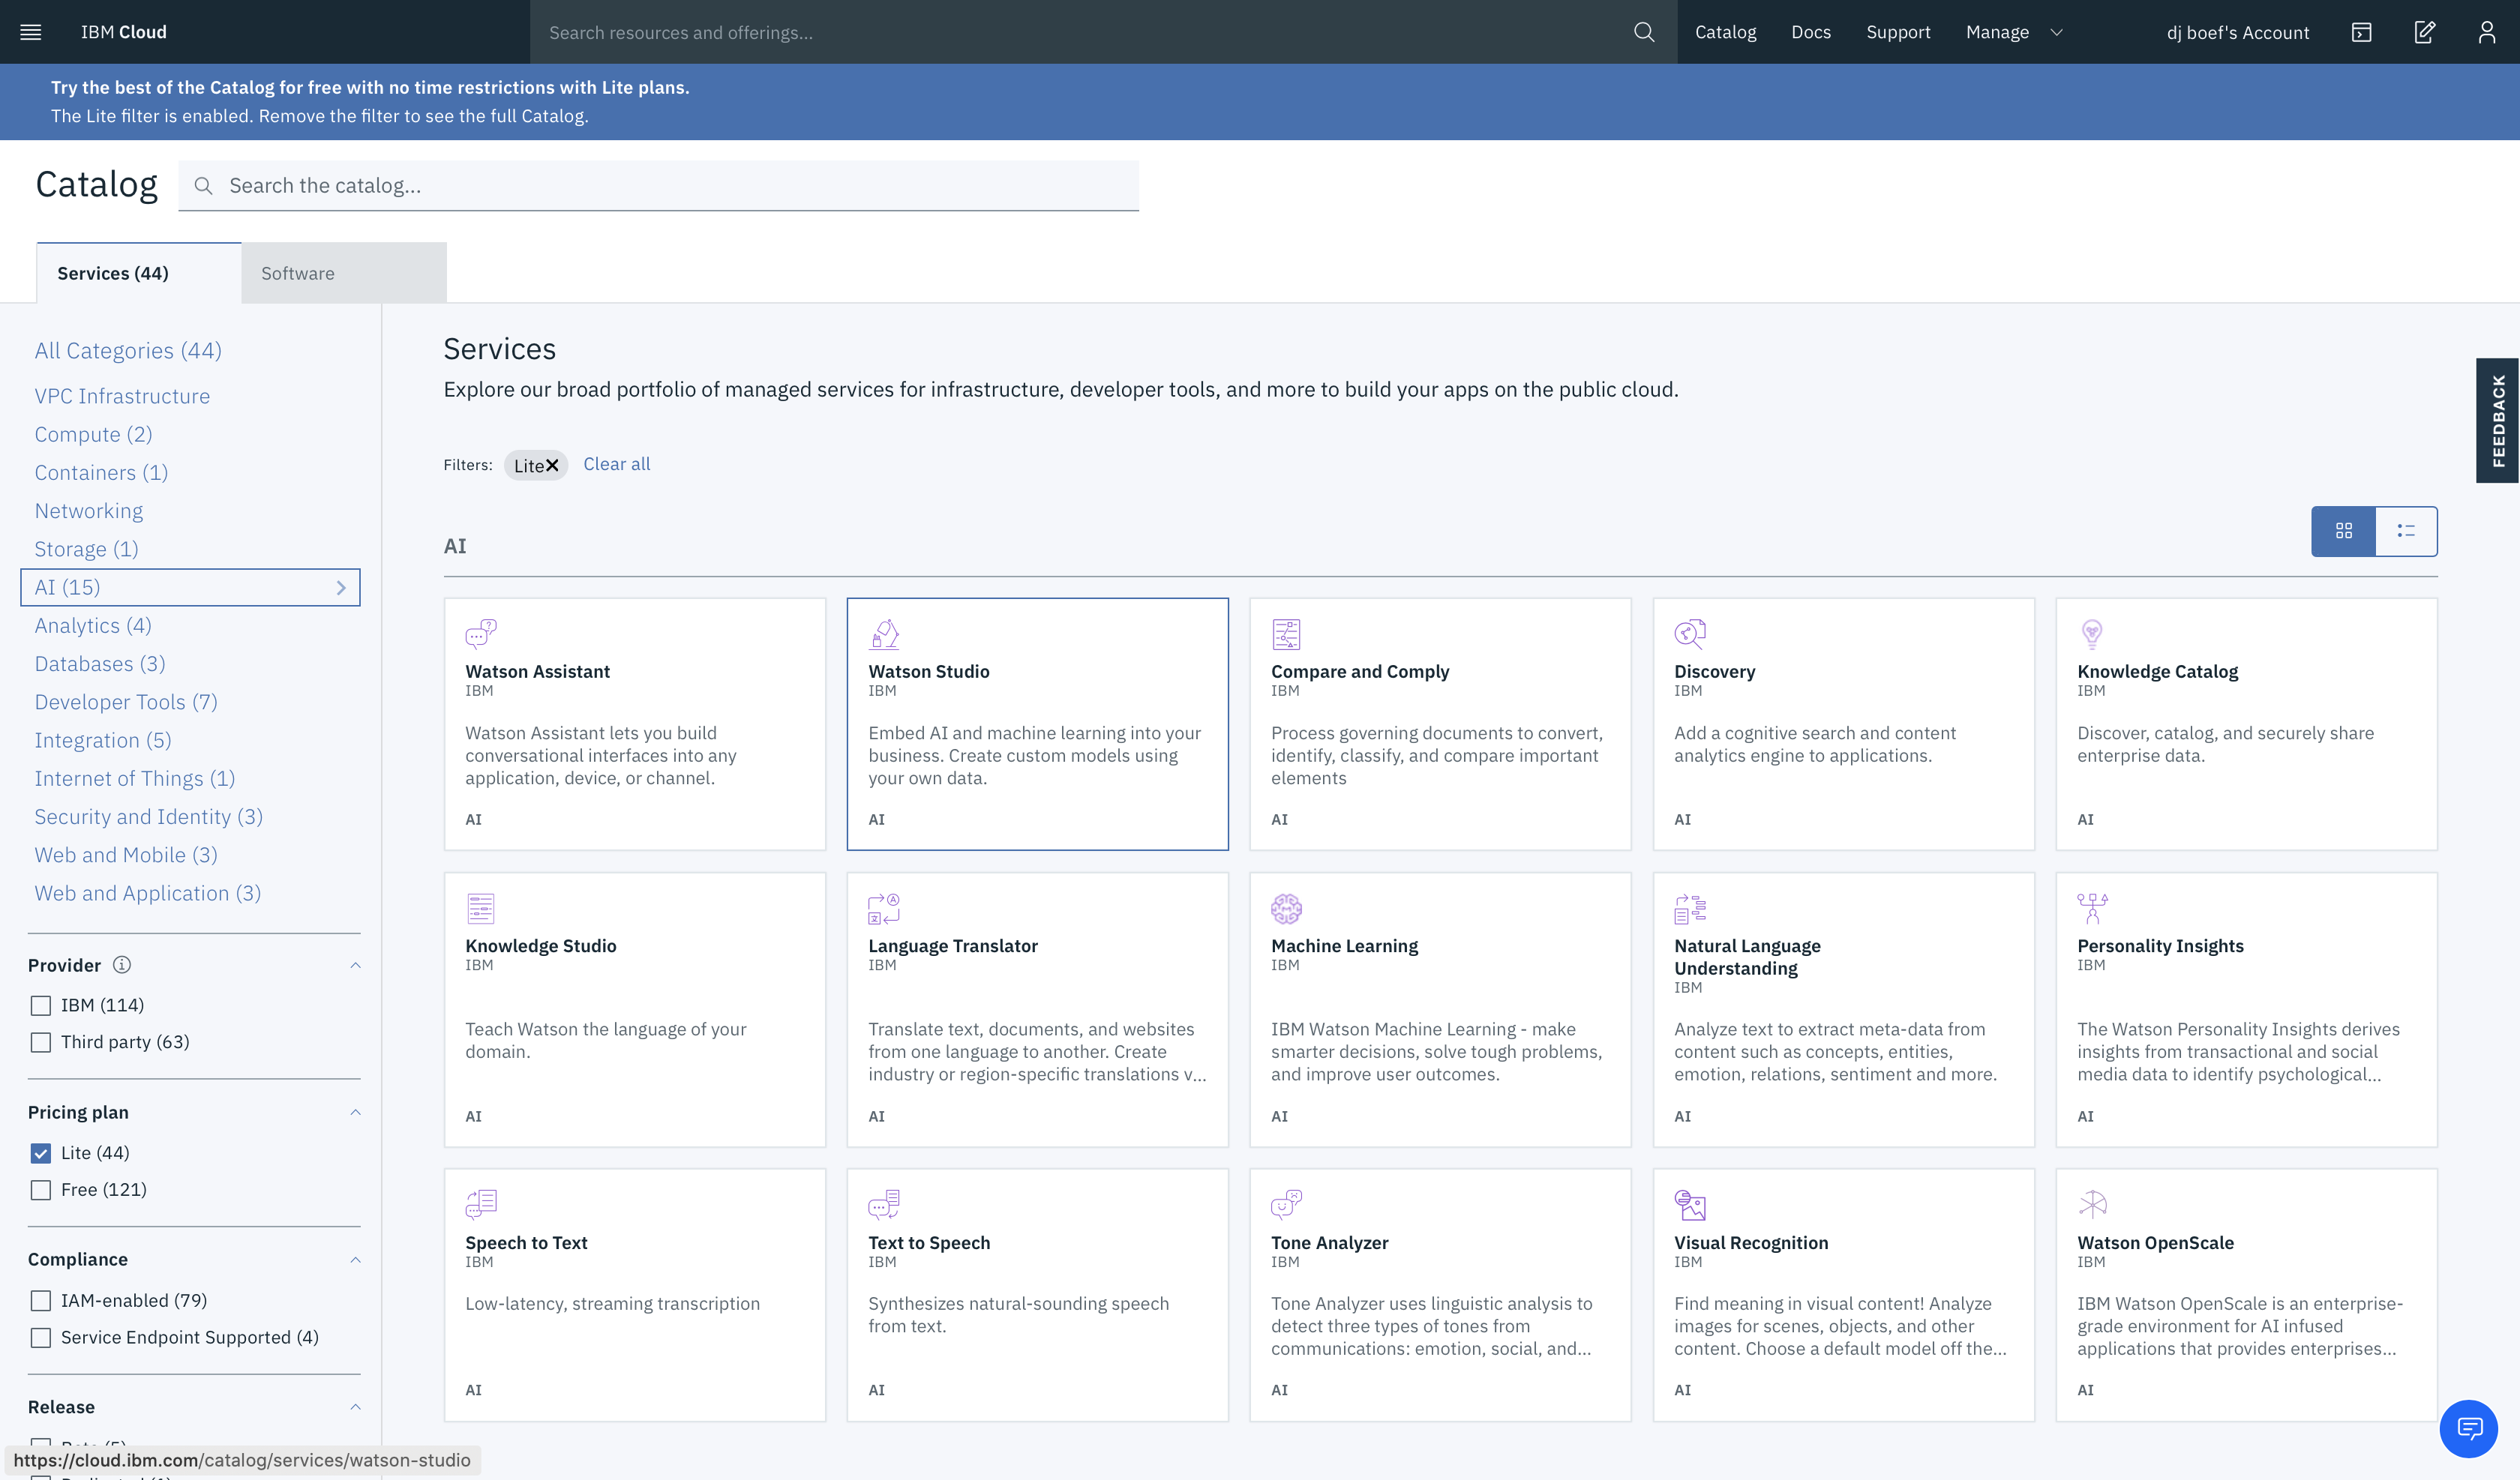 IBM Cloud
Search resources and offerings...
Catalog
Docs
Support
Manage
dj boef's Account
Try the best of the Catalog for free with no time restrictions with Lite plans.
The Lite filter is enabled. Remove the filter to see the full Catalog.
Catalog
Search the catalog...
Services (44)
Software
All Categories (44)
VPC Infrastructure
Compute (2)
Containers (1)
Networking
Storage (1)
AI (15)
Analytics (4)
Databases (3)
Developer Tools (7)
Integration (5)
Internet of Things (1)
Security and Identity (3)
Web and Mobile (3)
Web and Application (3)
Provider
IBM (114)
Third party (63)
Pricing plan
Lite (44)
Free (121)
Compliance
IAM-enabled (79)
Service Endpoint Supported (4)
Release
https://cloud.ibm.com/catalog/services/watson-studio
Services
Explore our broad portfolio of managed services for infrastructure, developer tools, and more to build your apps on the public cloud.
Filters:
Lite
Clear all
FEEDBACK
AI
Watson Assistant
IBM
Watson Assistant lets you build
conversational interfaces into any
application, device, or channel.
AI
Watson Studio
IBM
Embed AI and machine learning into your
business. Create custom models using
your own data.
AI
Compare and Comply
IBM
Process governing documents to convert,
identify, classify, and compare important
elements
AI
Discovery
IBM
Add a cognitive search and content
analytics engine to applications.
AI
Knowledge Catalog
IBM
Discover, catalog, and securely share
enterprise data.
AI
Knowledge Studio
IBM
Teach Watson the language of your
domain.
AI
Language Translator
IBM
Translate text, documents, and websites
from one language to another. Create
industry or region-specific translations v...
AI
Machine Learning
IBM
IBM Watson Machine Learning - make
smarter decisions, solve tough problems,
and improve user outcomes.
AI
Natural Language
Understanding
IBM
Analyze text to extract meta-data from
content such as concepts, entities,
emotion, relations, sentiment and more.
AI
Personality Insights
IBM
The Watson Personality Insights derives
insights from transactional and social
media data to identify psychological...
AI
Speech to Text
IBM
Low-latency, streaming transcription
AI
Text to Speech
IBM
Synthesizes natural-sounding speech
from text.
AI
Tone Analyzer
IBM
Tone Analyzer uses linguistic analysis to
detect three types of tones from
communications: emotion, social, and...
AI
Visual Recognition
IBM
Find meaning in visual content! Analyze
images for scenes, objects, and other
content. Choose a default model off the...
AI
Watson OpenScale
IBM
IBM Watson OpenScale is an enterprise-
grade environment for AI infused
applications that provides enterprises...
AI